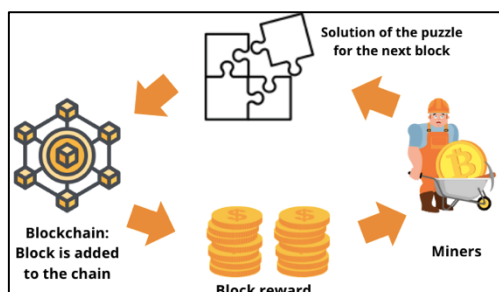 Solution of the puzzle
for the next block
Blockchain:
Block is added
to the chain
Block reward
Miners